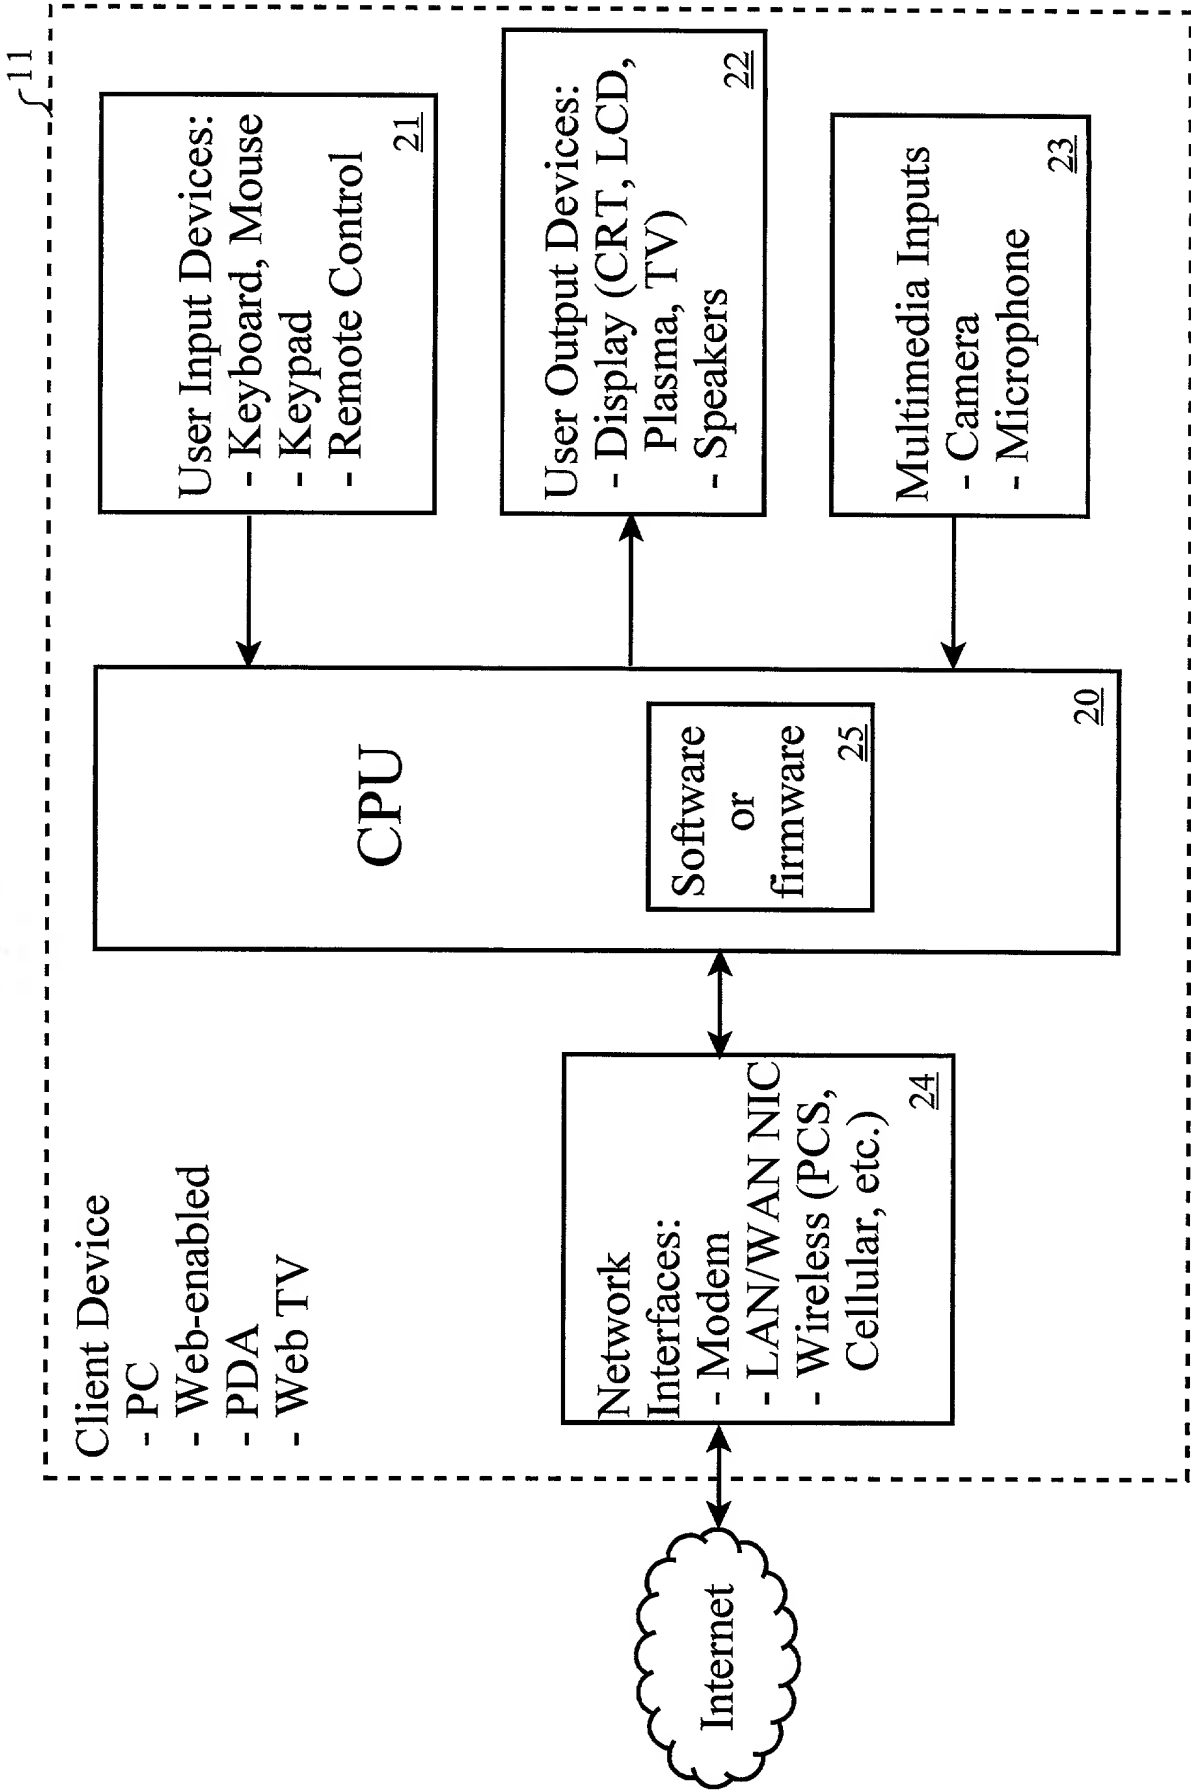 11
Client Device
- PC
- Web-enabled
- PDA
- Web TV
Internet
Network
Interfaces:
- Modem
- LAN/WAN NIC
- Wireless (PCS,
Cellular, etc.)
24
CPU
Software
or
firmware
25
20
User Input Devices:
- Keyboard, Mouse
- Keypad
- Remote Control
21
User Output Devices:
- Display (CRT, LCD,
Plasma, TV)
- Speakers
22
Multimedia Inputs
- Camera
- Microphone
23